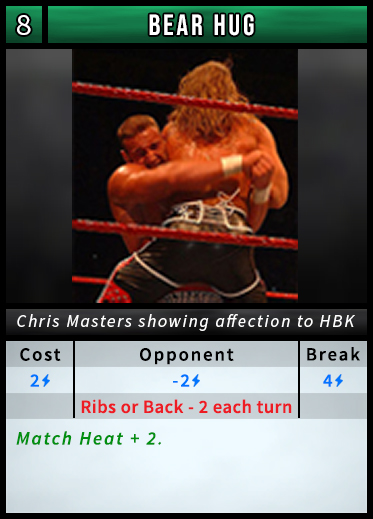 8 BEAR HUG
Chris Masters showing affection to HBK
Cost Opponent Break
2⚡ -2⚡ 4⚡
Ribs or Back - 2 each turn
Match Heat + 2.